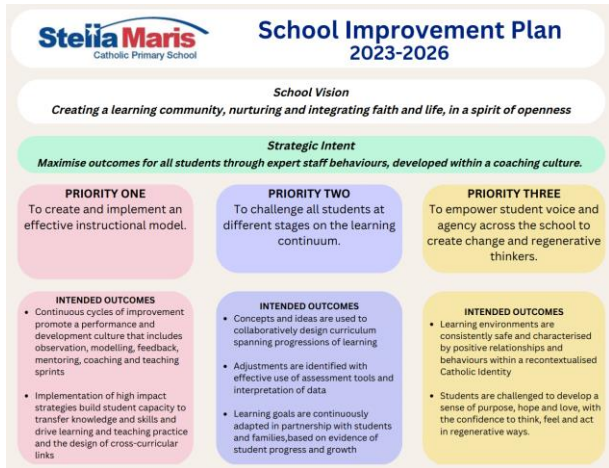 Stella Maris
Catholic Primary School
School Improvement Plan
2023-2026
School Vision
Creating a learning community, nurturing and integrating faith and life, in a spirit of openness
Strategic Intent
Maximise outcomes for all students through expert staff behaviours, developed within a coaching culture.
PRIORITY ONE
To create and implement an
effective instructional model.
PRIORITY TWO
To challenge all students at
different stages on the learning
continuum.
PRIORITY THREE
To empower student voice and
agency across the school to
create change and regenerative
thinkers.
INTENDED OUTCOMES
• Continuous cycles of improvement
promote a performance and
development culture that includes
observation, modelling, feedback,
mentoring, coaching and teaching
sprints
• Implementation of high impact
strategies build student capacity to
transfer knowledge and skills and
drive learning and teaching practice
and the design of cross-curricular
links
INTENDED OUTCOMES
• Concepts and ideas are used to
collaboratively design curriculum
spanning progressions of learning
• Adjustments are identified with
effective use of assessment tools and
interpretation of data
• Learning goals are continuously
adapted in partnership with students
and families,based on evidence of
student progress and growth
INTENDED OUTCOMES
• Learning environments are
consistently safe and characterised
by positive relationships and
behaviours within a recontextualised
Catholic Identity
• Students are challenged to develop a
sense of purpose, hope and love, with
the confidence to think, feel and act
in regenerative ways.